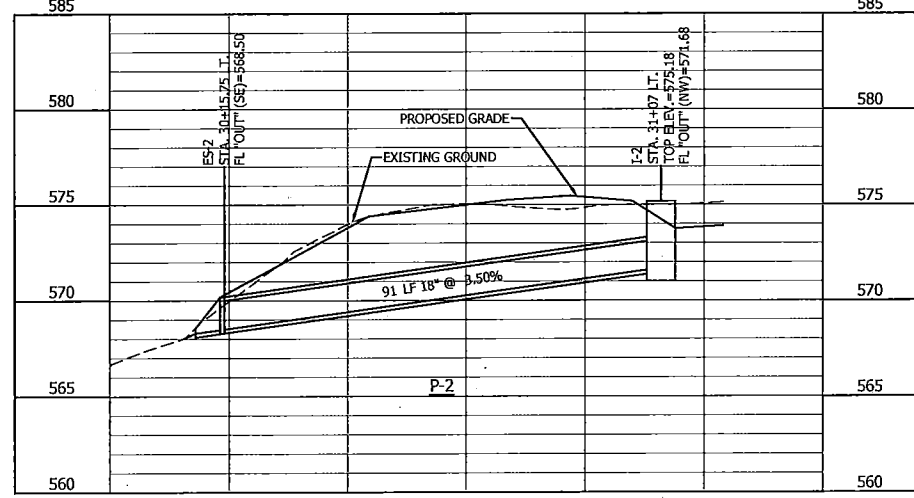 585
585
580
580
575
575
570
570
565
565
560
560
ES-2
STA. 30+15.75 LT.
FL "OUT" (SE)=568.50
PROPOSED GRADE
EXISTING GROUND
I-2
STA. 31+07 LT.
TOP ELEV.=575.18
FL "OUT" (NW)=571.68
91 LF 18" @ 3.50%
P-2